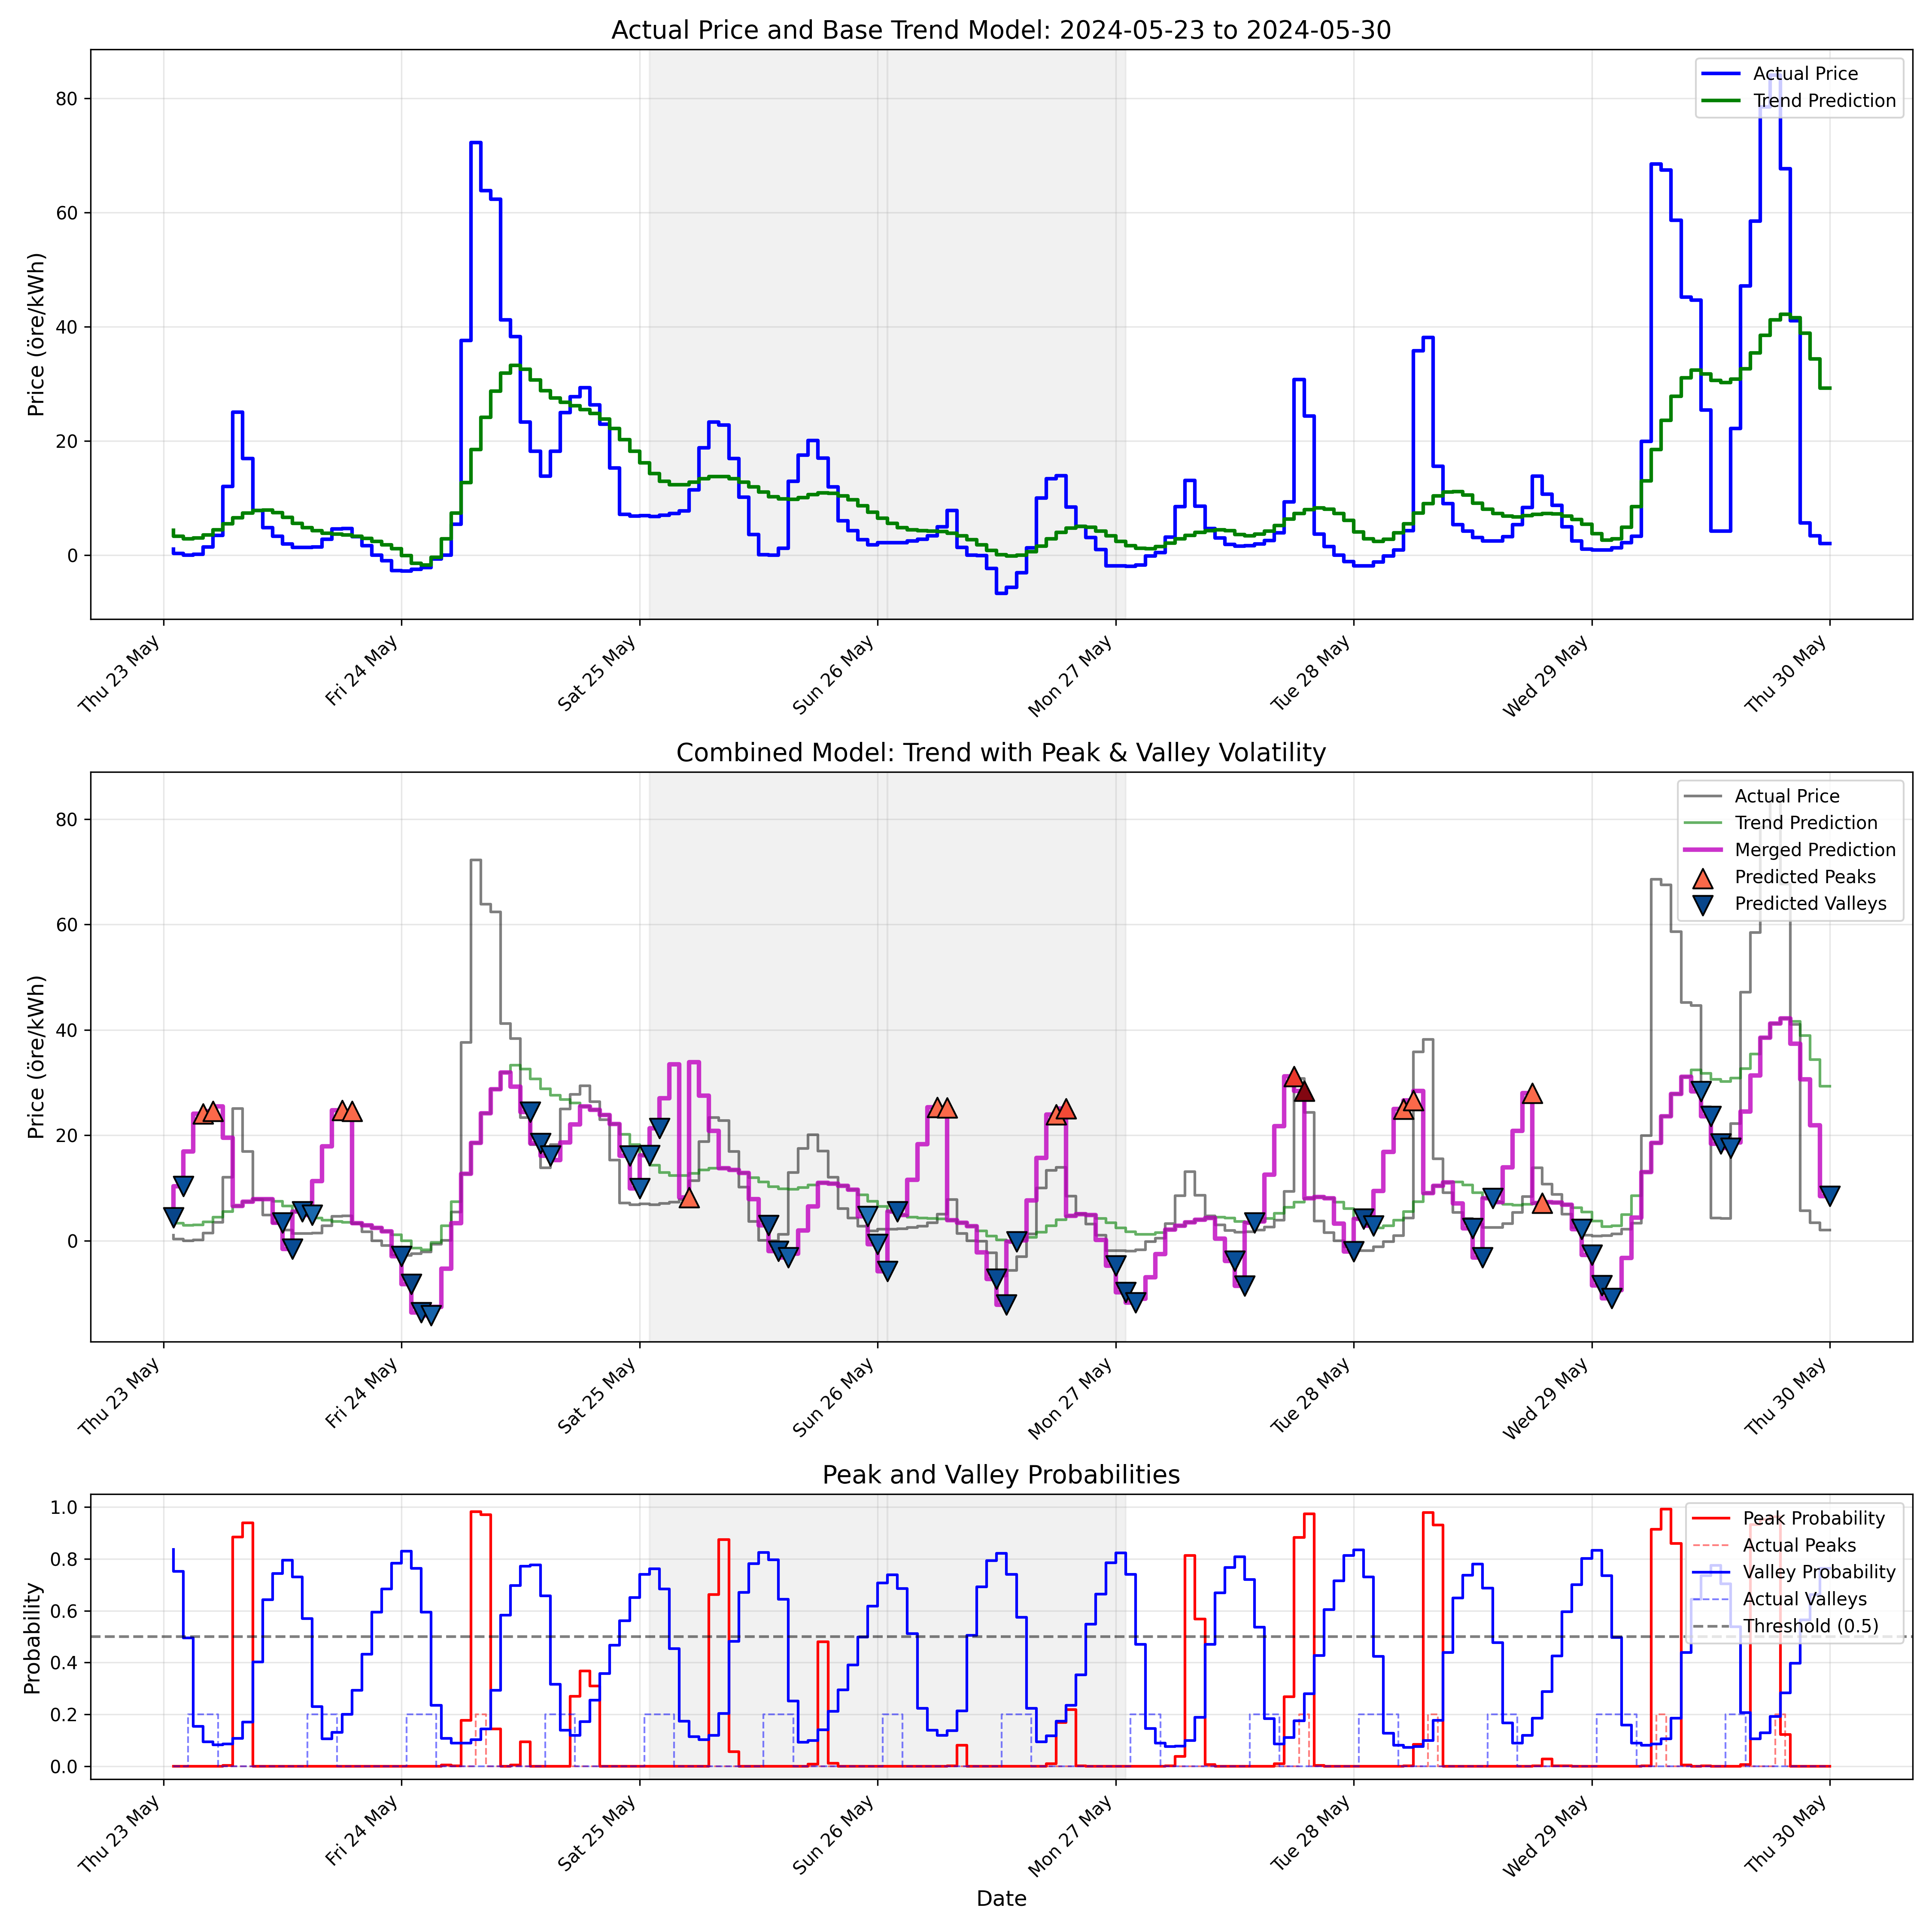 Actual Price and Base Trend Model: 2024-05-23 to 2024-05-30
Price (öre/kWh)
80
60
40
20
0
Actual Price
Trend Prediction
Thu 23 May
Fri 24 May
Sat 25 May
Sun 26 May
Mon 27 May
Tue 28 May
Wed 29 May
Thu 30 May
Combined Model: Trend with Peak & Valley Volatility
Price (öre/kWh)
80
60
40
20
0
Actual Price
Trend Prediction
Merged Prediction
Predicted Peaks
Predicted Valleys
Thu 23 May
Fri 24 May
Sat 25 May
Sun 26 May
Mon 27 May
Tue 28 May
Wed 29 May
Thu 30 May
Peak and Valley Probabilities
Probability
1.0
0.8
0.6
0.4
0.2
0.0
Peak Probability
Actual Peaks
Valley Probability
Actual Valleys
Threshold (0.5)
Thu 23 May
Fri 24 May
Sat 25 May
Sun 26 May
Mon 27 May
Tue 28 May
Wed 29 May
Thu 30 May
Date